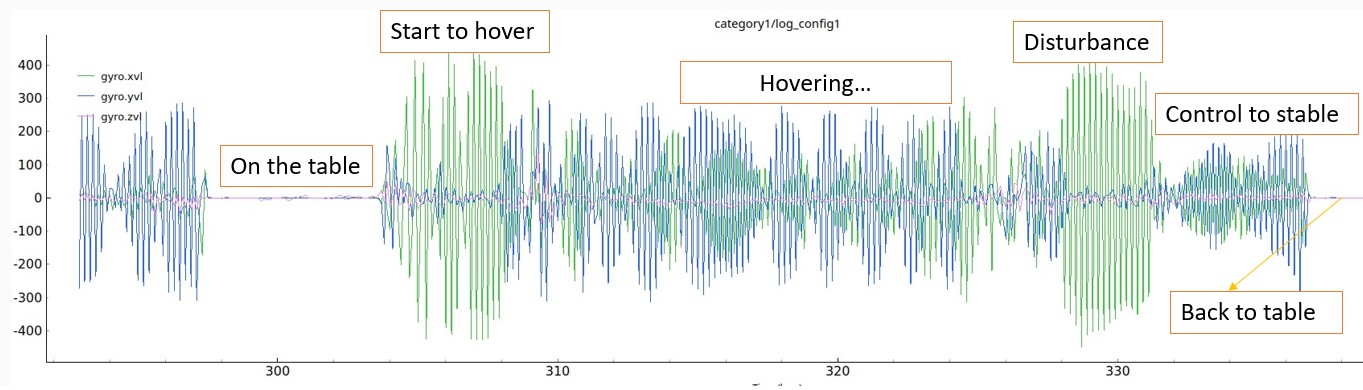 category1/log_config1
Start to hover
Disturbance
Hovering...
Control to stable
On the table
Back to table
gyro.xvl
gyro.yvl
gyro.zvl
400
300
200
100
0
-100
-200
-300
-400
300
310
320
330